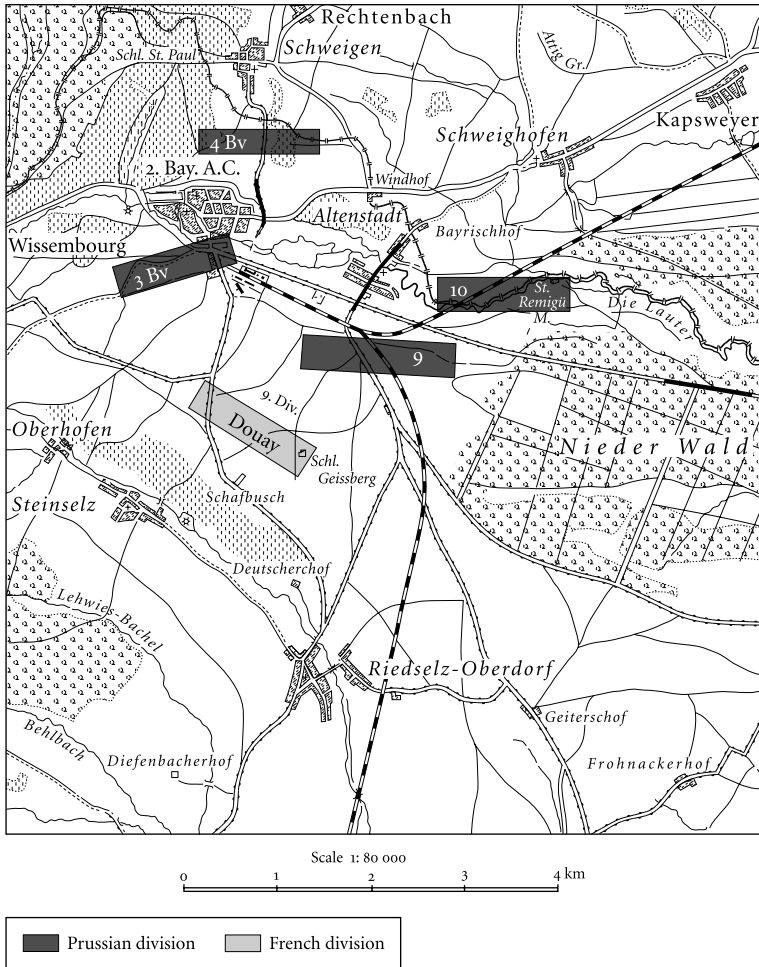 Rechtenbach
Schweigen
Schl. St. Paul
Attig Gr.
Kapsweyer
4 Bv
Schweighofen
2. Bay. A.C.
Windhof
Altenstadt
Bayrischhof
Wissembourg
3 Bv
10
St.
Remigü
M.
Die Lauter
9
9. Div.
Douay
Oberhofen
Schl.
Geissberg
Nieder Wald
Schafbusch
Steinselz
Deutscherhof
Lehwies-Bachel
Riedselz-Oberdorf
Geiterschof
Behlbach
Diefenbacherhof
Frohnackerhof
Scale 1: 80 000
0 1 2 3 4 km
Prussian division French division